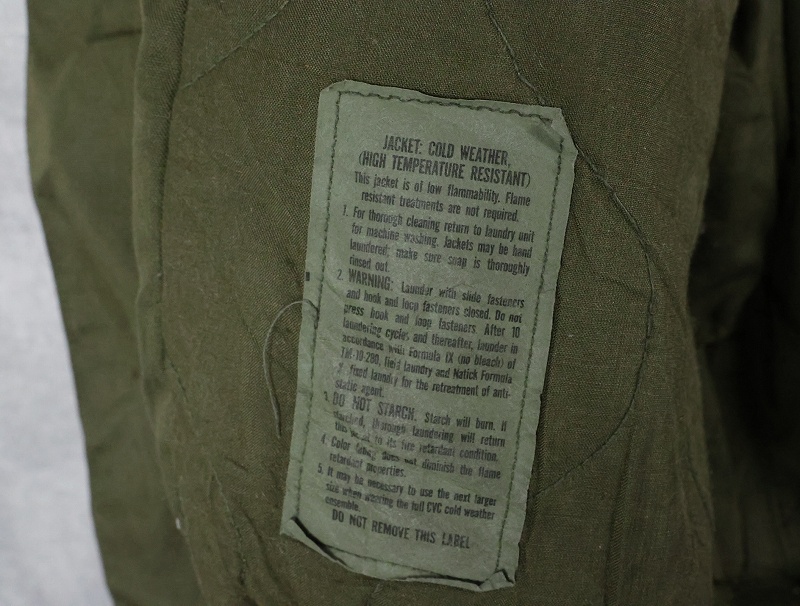 JACKET: COLD WEATHER,
(HIGH TEMPERATURE RESISTANT)
This jacket is of low flammability. Flame
resistant treatments are not required.
1. For thorough cleaning return to laundry unit
for machine washing. Jackets may be hand
laundered; make sure soap is thoroughly
rinsed out.
2. WARNING: Launder with slide fasteners
and hook and loop fasteners closed. Do not
press hook and loop fasteners. After 10
laundering cycles and thereafter, launder in
accordance with Formula IX (no bleach) of
10-280, field laundry and Natick Formula
fixed laundry for the retreatment of anti-
static agent.
3. DO NOT STARCH. Starch will burn. If
starched, thorough laundering will return
to its fire retardant condition.
4. Color fading does not diminish the flame
retardant properties.
5. It may be necessary to use the next larger
size when wearing the full CVC cold weather
ensemble.
DO NOT REMOVE THIS LABEL